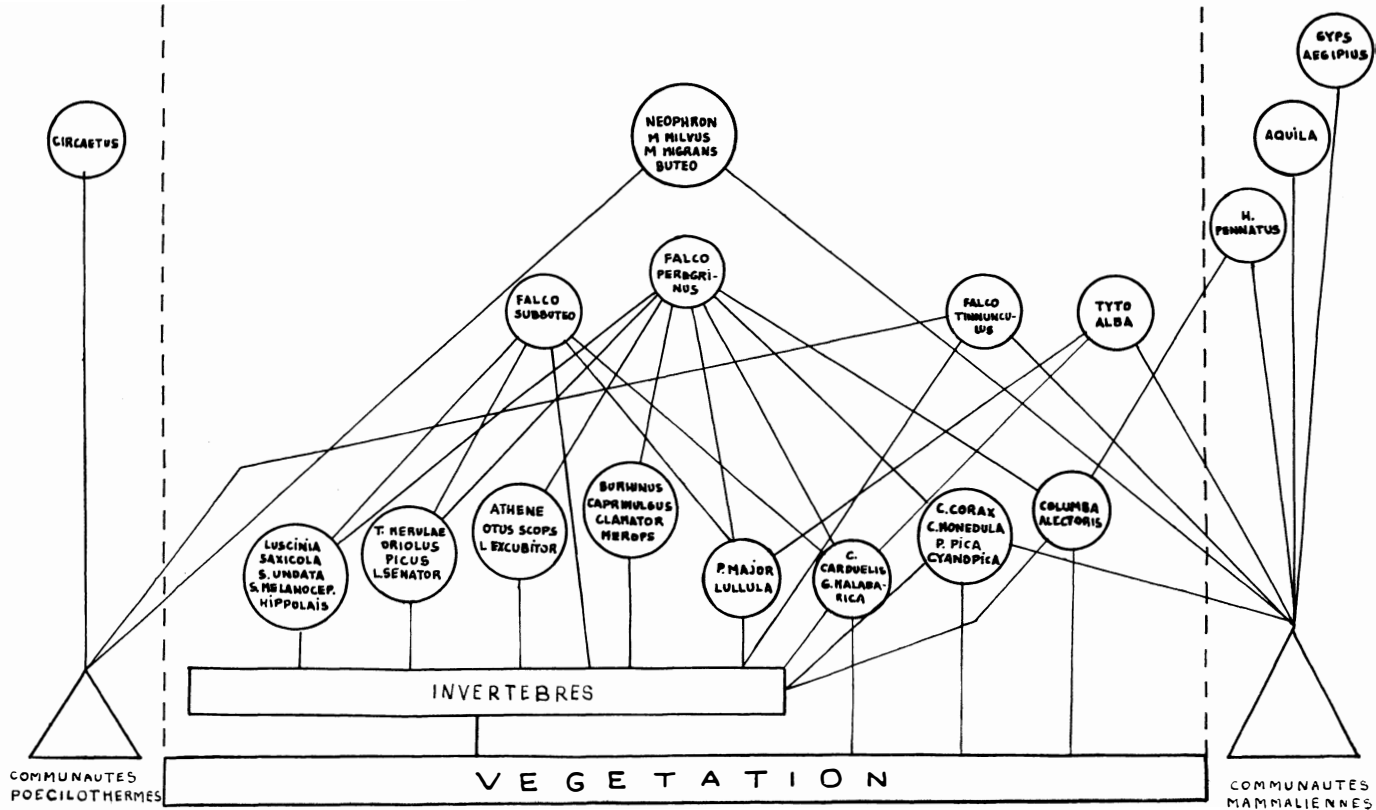 GYPS
AEGIPIUS
CIRCAETUS
NEOPHRON
M MILVUS
M MIGRANS
BUTEO
AQUILA
H.
PENNATUS
FALCO
PEREGRI-
NUS
FALCO
SUBBUTEO
FALCO
TINNUNCU-
LUS
TYTO
ALBA
LUSCINIA
SAXICOLA
S. UNDATA
S. MELANOCEP.
HIPPOLAIS
T. MERULAE
ORIOLUS
PICUS
L.SENATOR
ATHENE
OTUS SCOPS
L EXCUBITOR
BURHINUS
CAPRIMULGUS
CLAMATOR
MEROPS
P. MAJOR
LULLULA
C.
CARDUELIS
G. MALABA-
RICA
C. CORAX
C. MONEDULA
P. PICA
CYANOPICA
COLUMBA
ALECTORIS
INVERTEBRES
VEGETATION
COMMUNAUTES
POECILOTHERMES
COMMUNAUTES
MAMMALIÉNNES